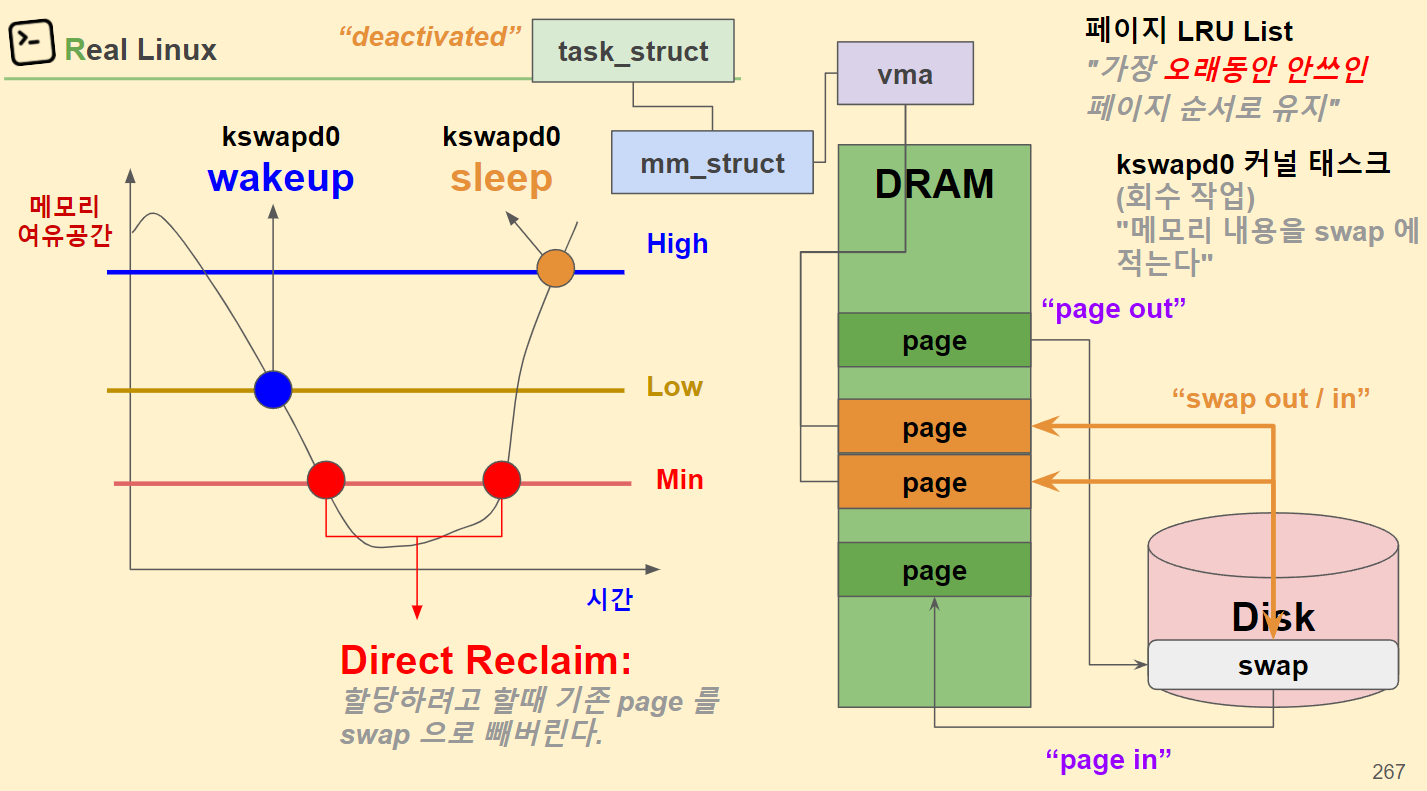 >-
Real Linux
“deactivated”
task_struct
mm_struct
vma
페이지 LRU List
"가장 오래동안 안쓰인
페이지 순서로 유지"
kswapd0 커널 태스크
(회수 작업)
"메모리 내용을 swap 에
적는다"
kswapd0
wakeup
kswapd0
sleep
메모리
여유공간
High
Low
Min
시간
Direct Reclaim:
할당하려고 할때 기존 page 를
swap 으로 빼버린다.
DRAM
page
page
page
page
“page out”
“swap out / in”
Disk
swap
“page in”
267